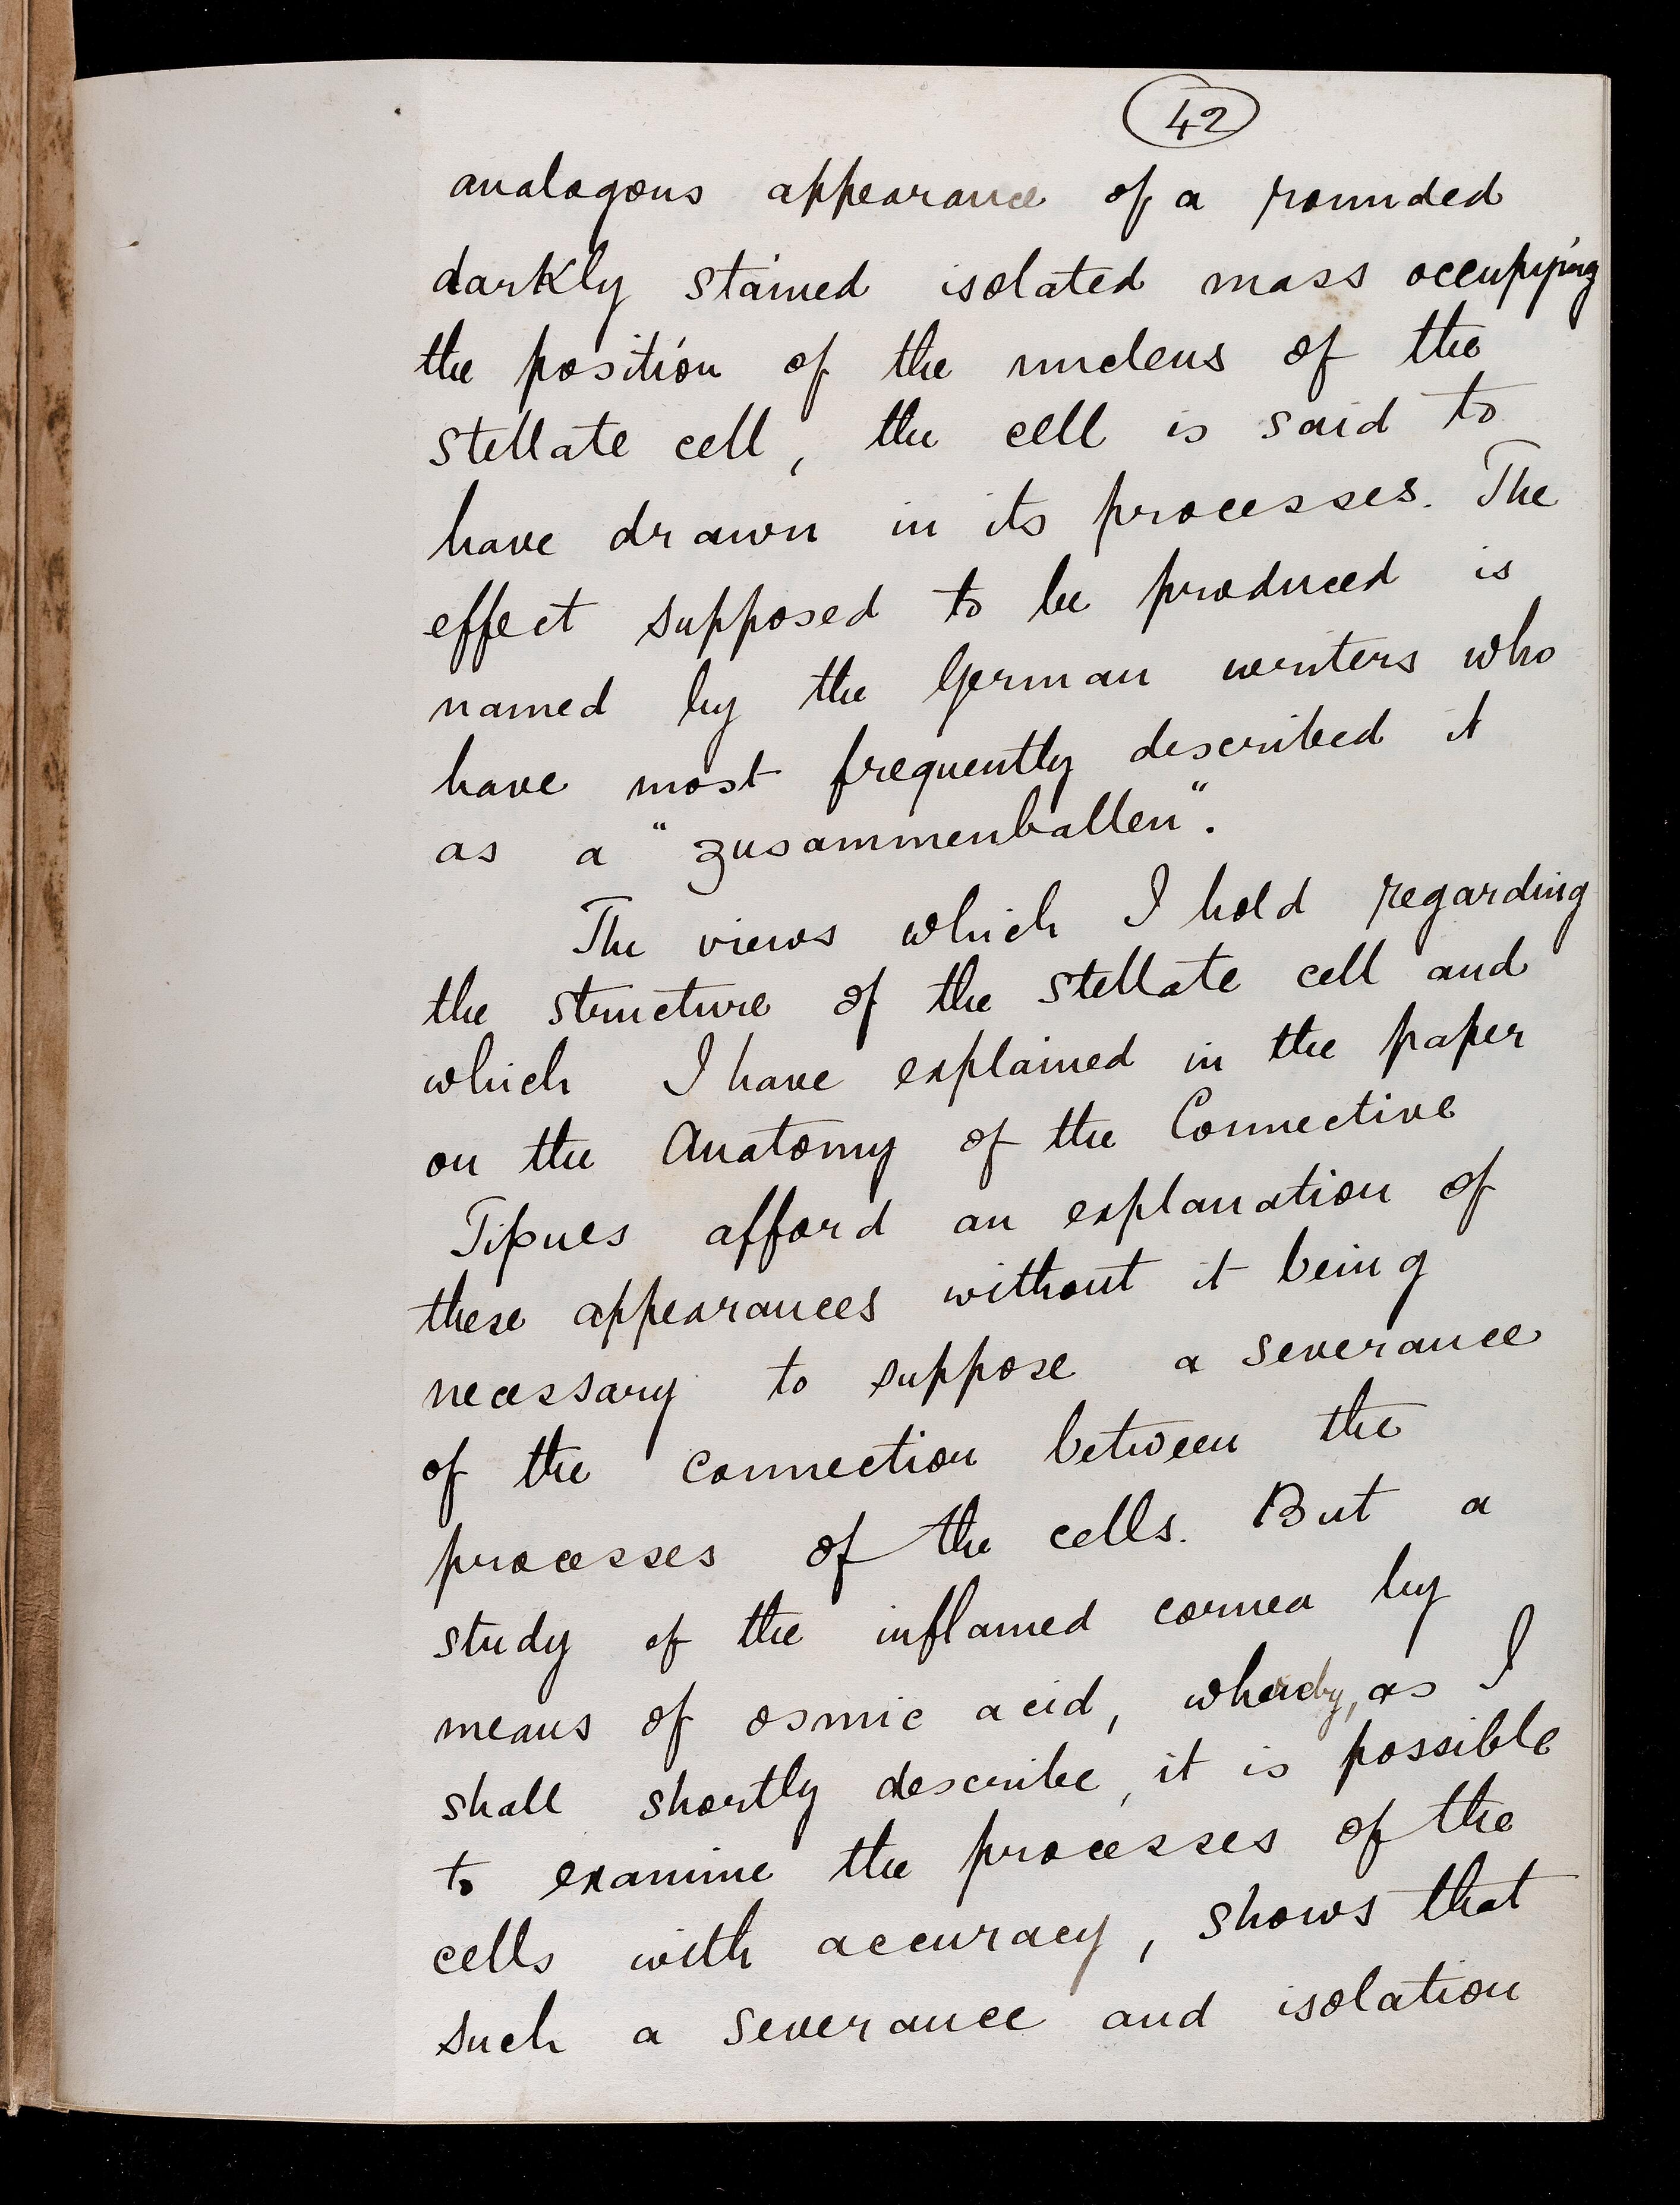 42
analogous appearance of a rounded
darkly stained isolated mass occupying
the position of the nucleus of the
stellate cell, the cell is said to
have drawn in its processes. The
effect supposed to be produced is
named by the German writers who
have most frequently described it
as a "zusammenballen".
The views which I hold regarding
the structure of the stellate cell and
which I have explained in the paper
on the Anatomy of the Connective
Tiſsues afford an explanation of
these appearances without it being
necessary to suppose a severance
of the connection between the
processes of the cells. But a
study of the inflamed cornea by
means of osmic acid, whereby, as I
shall shortly describe, it is possible
to examine the processes of the
cells with accuracy, shows that
such a severance and isolation